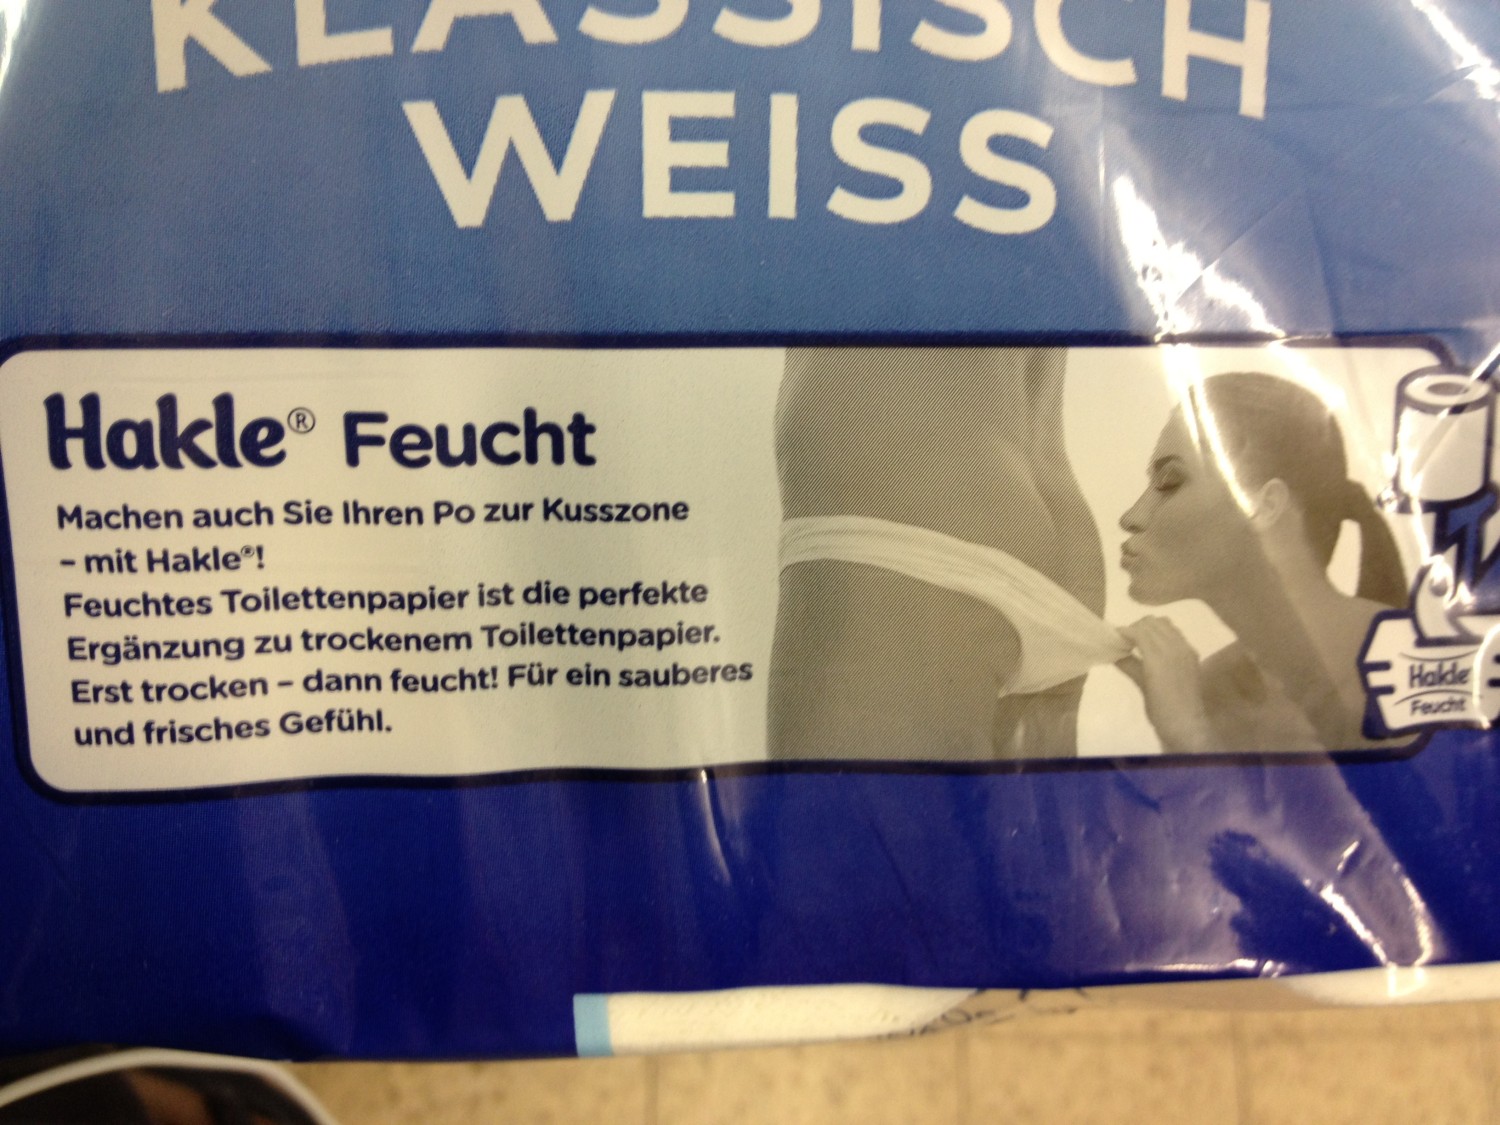 KLASSISCH
WEISS
Hakle® Feucht
Machen auch Sie Ihren Po zur Kusszone
– mit Hakle®!
Feuchtes Toilettenpapier ist die perfekte
Ergänzung zu trockenem Toilettenpapier.
Erst trocken – dann feucht! Für ein sauberes
und frisches Gefühl.
Hakle
Feucht